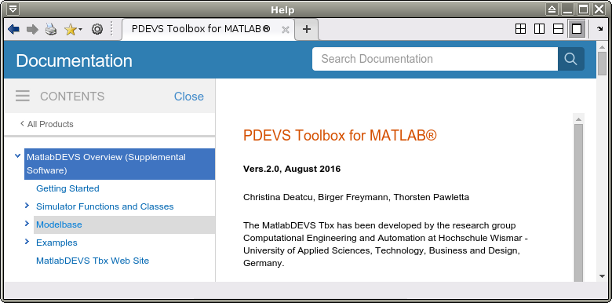 Help
PDEVS Toolbox for MATLAB®
Documentation
Search Documentation
CONTENTS
Close
All Products
MatlabDEVS Overview (Supplemental
Software)
Getting Started
Simulator Functions and Classes
Modelbase
Examples
MatlabDEVS Tbx Web Site
PDEVS Toolbox for MATLAB®
Vers.2.0, August 2016
Christina Deatcu, Birger Freymann, Thorsten Pawletta
The MatlabDEVS Tbx has been developed by the research group
Computational Engineering and Automation at Hochschule Wismar -
University of Applied Sciences, Technology, Business and Design,
Germany.